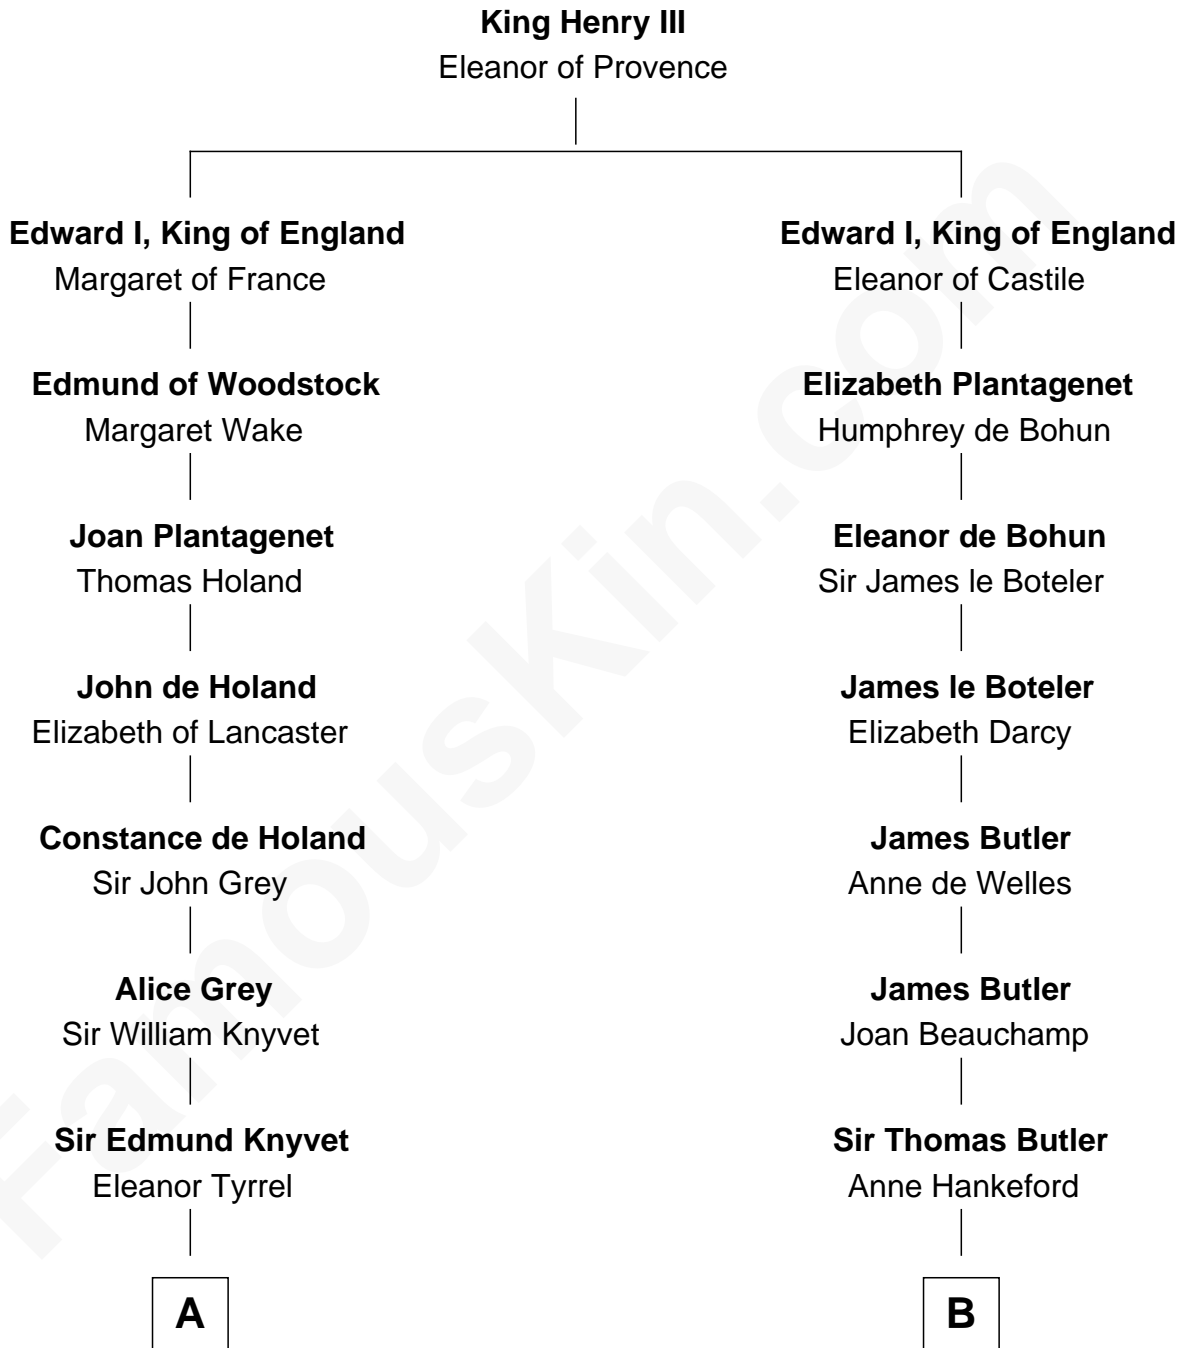 King Henry III
Eleanor of Provence
Edward I, King of England
Margaret of France
Edward I, King of England
Eleanor of Castile
Edmund of Woodstock
Margaret Wake
Elizabeth Plantagenet
Humphrey de Bohun
Joan Plantagenet
Thomas Holand
Eleanor de Bohun
Sir James le Boteler
John de Holand
Elizabeth of Lancaster
James le Boteler
Elizabeth Darcy
Constance de Holand
Sir John Grey
James Butler
Anne de Welles
Alice Grey
Sir William Knyvet
James Butler
Joan Beauchamp
Sir Edmund Knyvet
Eleanor Tyrrel
Sir Thomas Butler
Anne Hankeford
A
B
FamousKin.com